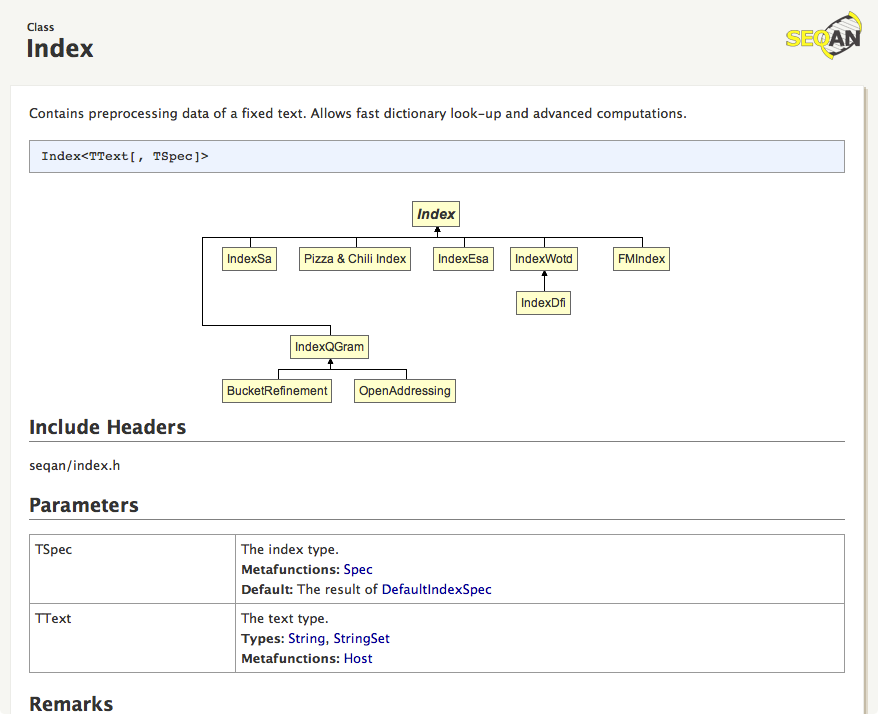 Class
Index
SEQAN
Contains preprocessing data of a fixed text. Allows fast dictionary look-up and advanced computations.
Index<TText[, TSpec]>
Index
IndexSa
Pizza & Chili Index
IndexEsa
IndexWotd
FMIndex
IndexDfi
IndexQGram
BucketRefinement
OpenAddressing
Include Headers
seqan/index.h
Parameters
TSpec
The index type.
Metafunctions: Spec
Default: The result of DefaultIndexSpec
TText
The text type.
Types: String, StringSet
Metafunctions: Host
Remarks